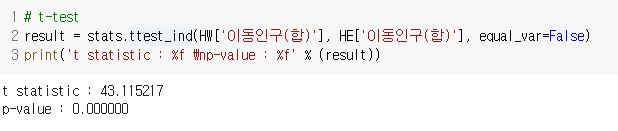 1 # t-test
2 result = stats.ttest_ind(HW['이동인구(합)'], HE['이동인구(합)'], equal_var=False)
3 print('t statistic : %f ₩np-value : %f' % (result))
t statistic : 43.115217
p-value : 0.000000